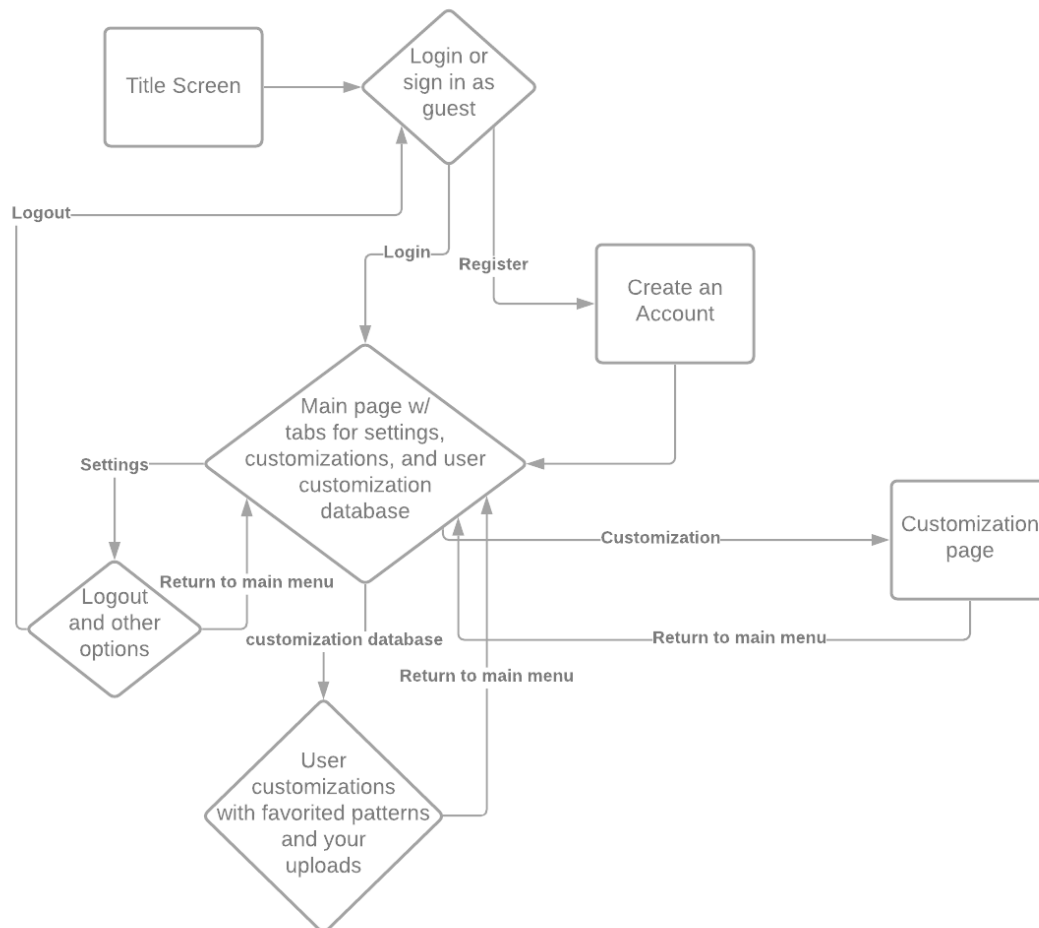 Title Screen
Login or
sign in as
guest
Logout
Login
Register
Create an
Account
Main page w/
tabs for settings,
customizations, and user
customization
database
Settings
Customization
Customization
page
Return to main menu
Logout
and other
options
customization database
Return to main menu
Return to main menu
User
customizations
with favorited patterns
and your
uploads